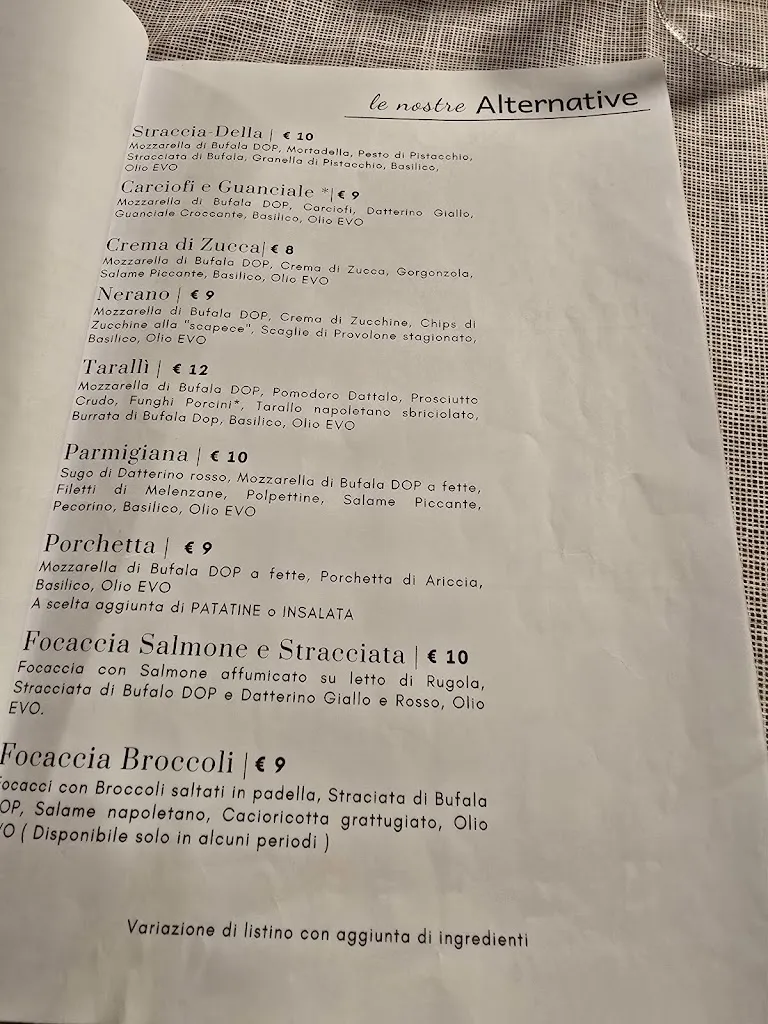 le nostre Alternative
Straccia-Della | € 10
Mozzarella di Bufala DOP, Mortadella, Pesto di Pistacchio,
Stracciata di Bufala, Granella di Pistacchio, Basilico,
Olio EVO
Carciofi e Guanciale *| € 9
Mozzarella di Bufala DOP, Carciofi, Datterino Giallo,
Guanciale Croccante, Basilico, Olio EVO
Crema di Zucca| € 8
Mozzarella di Bufala DOP, Crema di Zucca, Gorgonzola,
Salame Piccante, Basilico, Olio EVO
Nerano | € 9
Mozzarella di Bufala DOP, Crema di Zucchine, Chips di
Zucchine alla "scapece", Scaglie di Provolone stagionato,
Basilico, Olio EVO
Tarallì | € 12
Mozzarella di Bufala DOP, Pomodoro Dattalo, Prosciutto
Crudo, Funghi Porcini*, Tarallo napoletano sbriciolato,
Burrata di Bufala Dop, Basilico, Olio EVO
Parmigiana | € 10
Sugo di Datterino rosso, Mozzarella di Bufala DOP a fette,
Filetti di Melenzane, Polpettine, Salame Piccante,
Pecorino, Basilico, Olio EVO
Porchetta | € 9
Mozzarella di Bufala DOP a fette, Porchetta di Ariccia,
Basilico, Olio EVO
A scelta aggiunta di PATATINE o INSALATA
Focaccia Salmone e Stracciata | € 10
Focaccia con Salmone affumicato su letto di Rugola,
Stracciata di Bufalo DOP e Datterino Giallo e Rosso, Olio
EVO.
Focaccia Broccoli | € 9
Focacci con Broccoli saltati in padella, Straciata di Bufala
OP, Salame napoletano, Cacioricotta grattugiato, Olio
VO ( Disponibile solo in alcuni periodi )
Variazione di listino con aggiunta di ingredienti